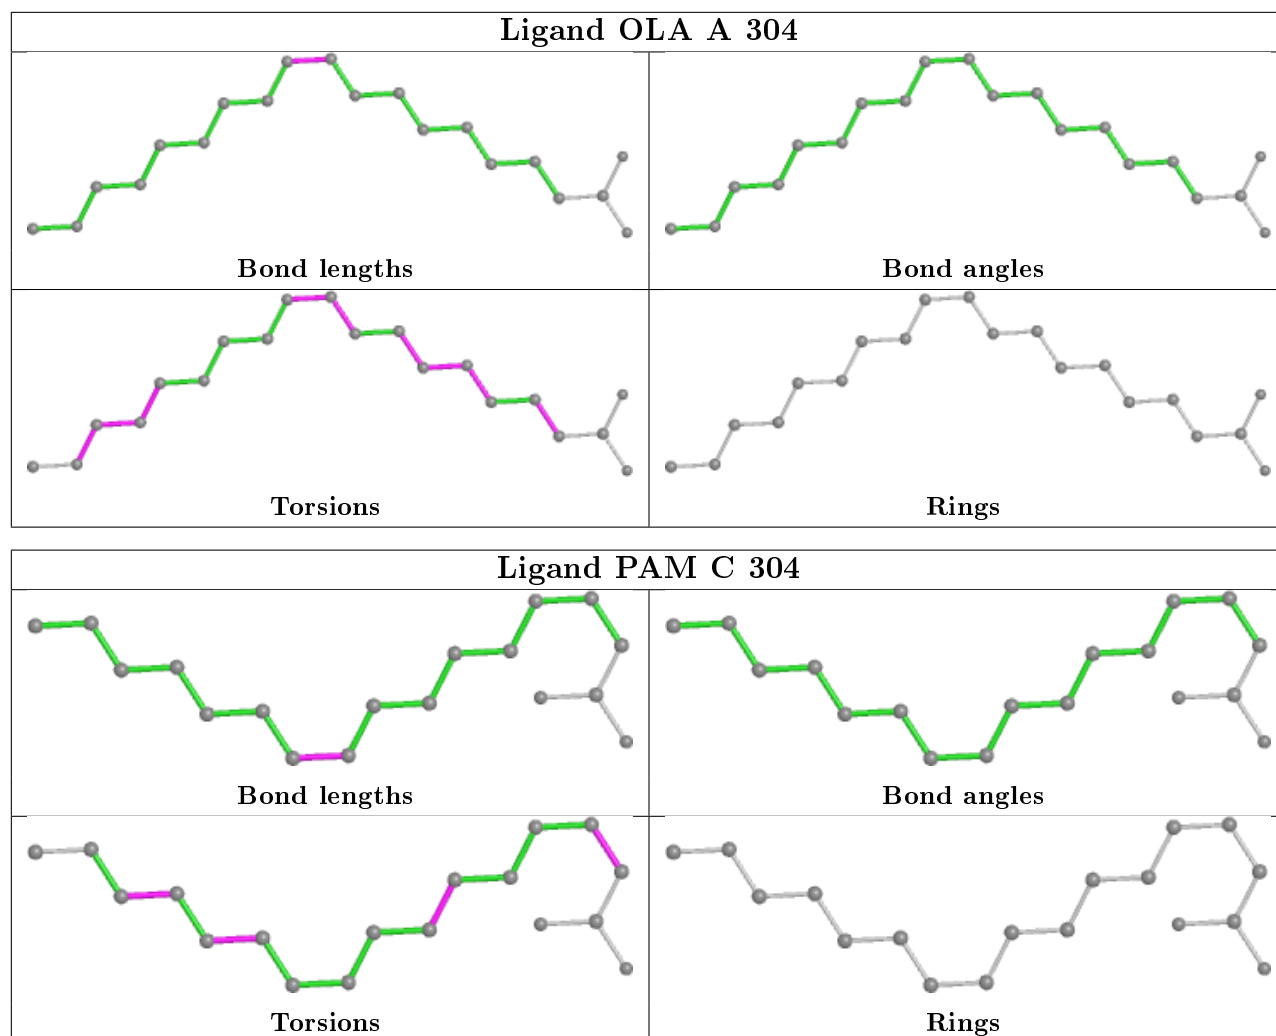 Ligand OLA A 304
Bond lengths
Bond angles
Torsions
Rings
Ligand PAM C 304
Bond lengths
Bond angles
Torsions
Rings